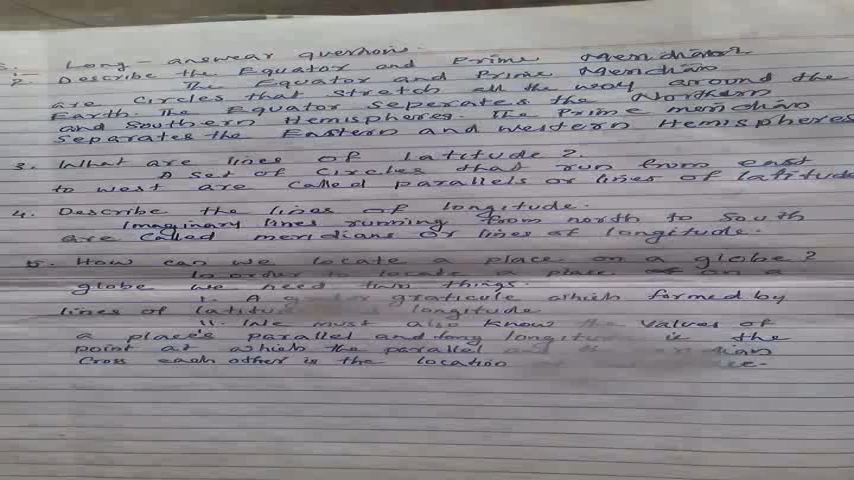 Long - answear questions.
2. Describe the Equator and Prime Meridian?
The Equator and Prime Meridian
are circles that stretch all the way around the
Earth. The Equator seperates the Northern
and Southern Hemispheres. The Prime meridian
separates the Eastern and western Hemispheres
3. What are lines of latitude?
A set of circles that run from east
to west are called parallels or lines of latitude
4. Describe the lines of longitude.
Imaginary lines running from north to south
are called meridians or lines of longitude.
5. How can we locate a place on a globe?
In order to locate a place on a
globe we need two things.
I. A graticule which formed by
lines of latitude longitude
II. We must also know the values of
a place's parallel and longitude is the
point at which the parallel and
cross each other is the location